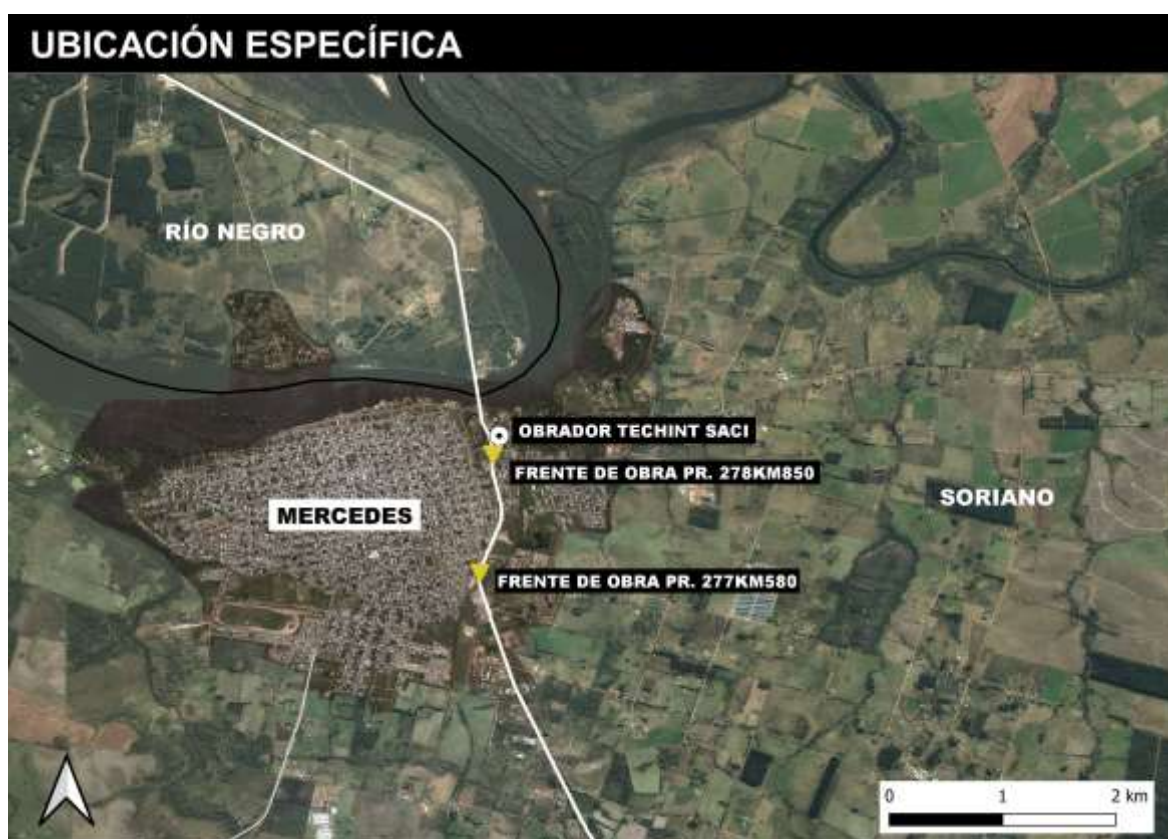 UBICACIÓN ESPECÍFICA
RÍO NEGRO
OBRADOR TECHINT SACI
FRENTE DE OBRA PR. 278KM850
SORIANO
MERCEDES
FRENTE DE OBRA PR. 277KM580
0 1 2 km